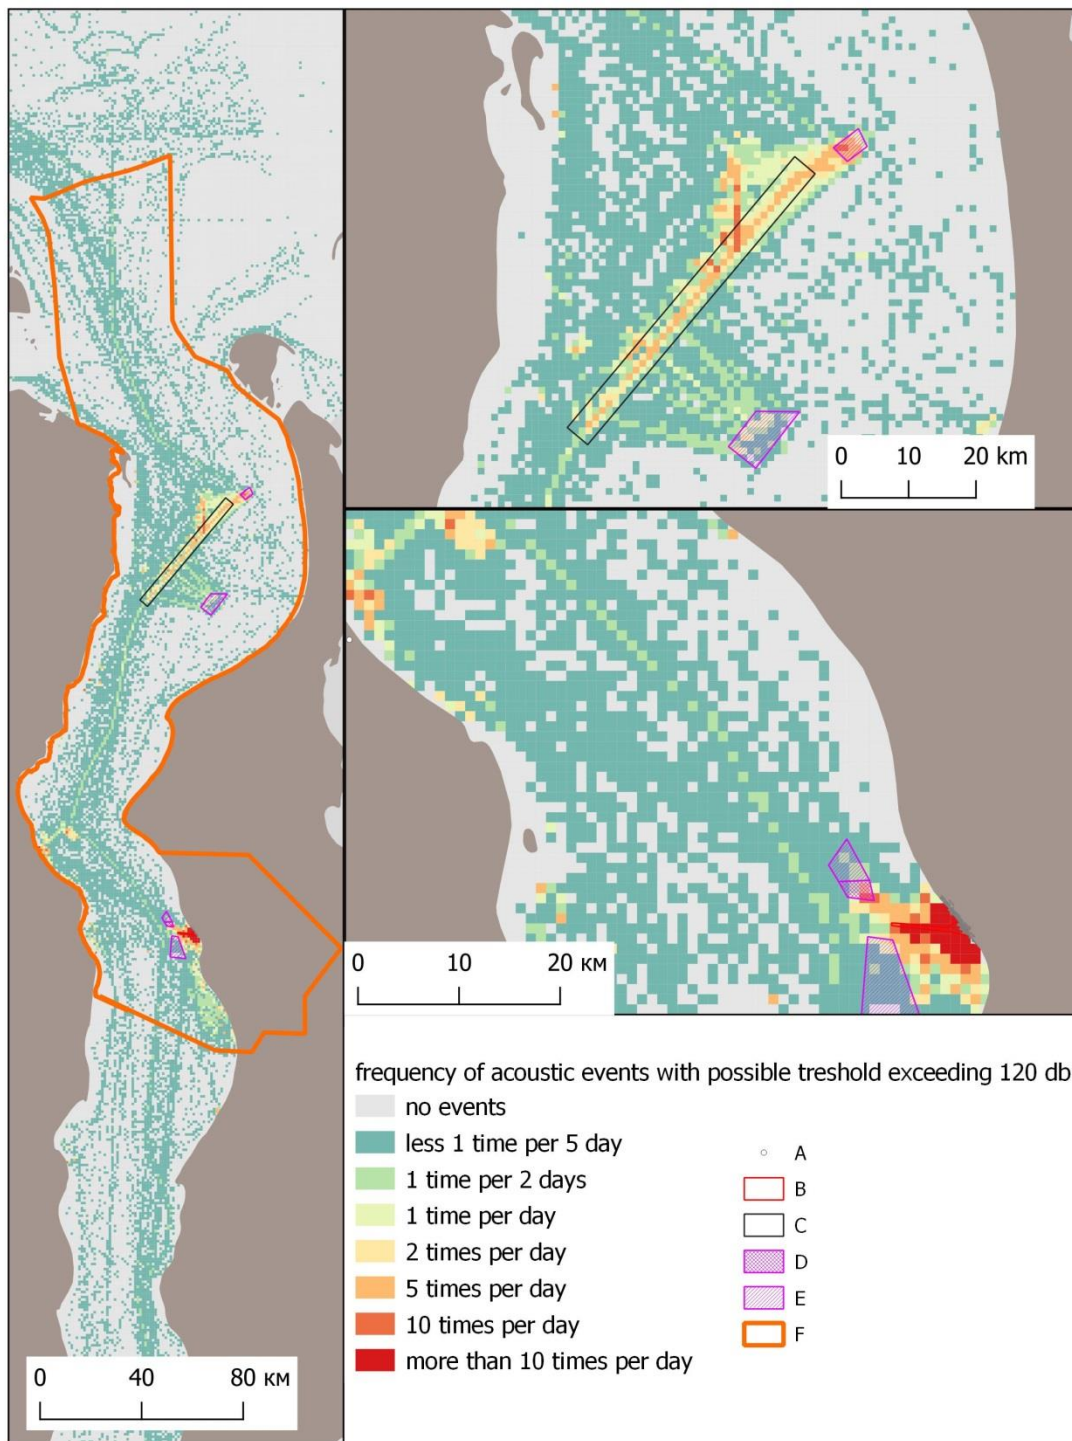 0 10 20 km
0 10 20 км
frequency of acoustic events with possible treshold exceeding 120 db
no events
less 1 time per 5 day
1 time per 2 days
1 time per day
2 times per day
5 times per day
10 times per day
more than 10 times per day
A
B
C
D
E
F
0 40 80 км